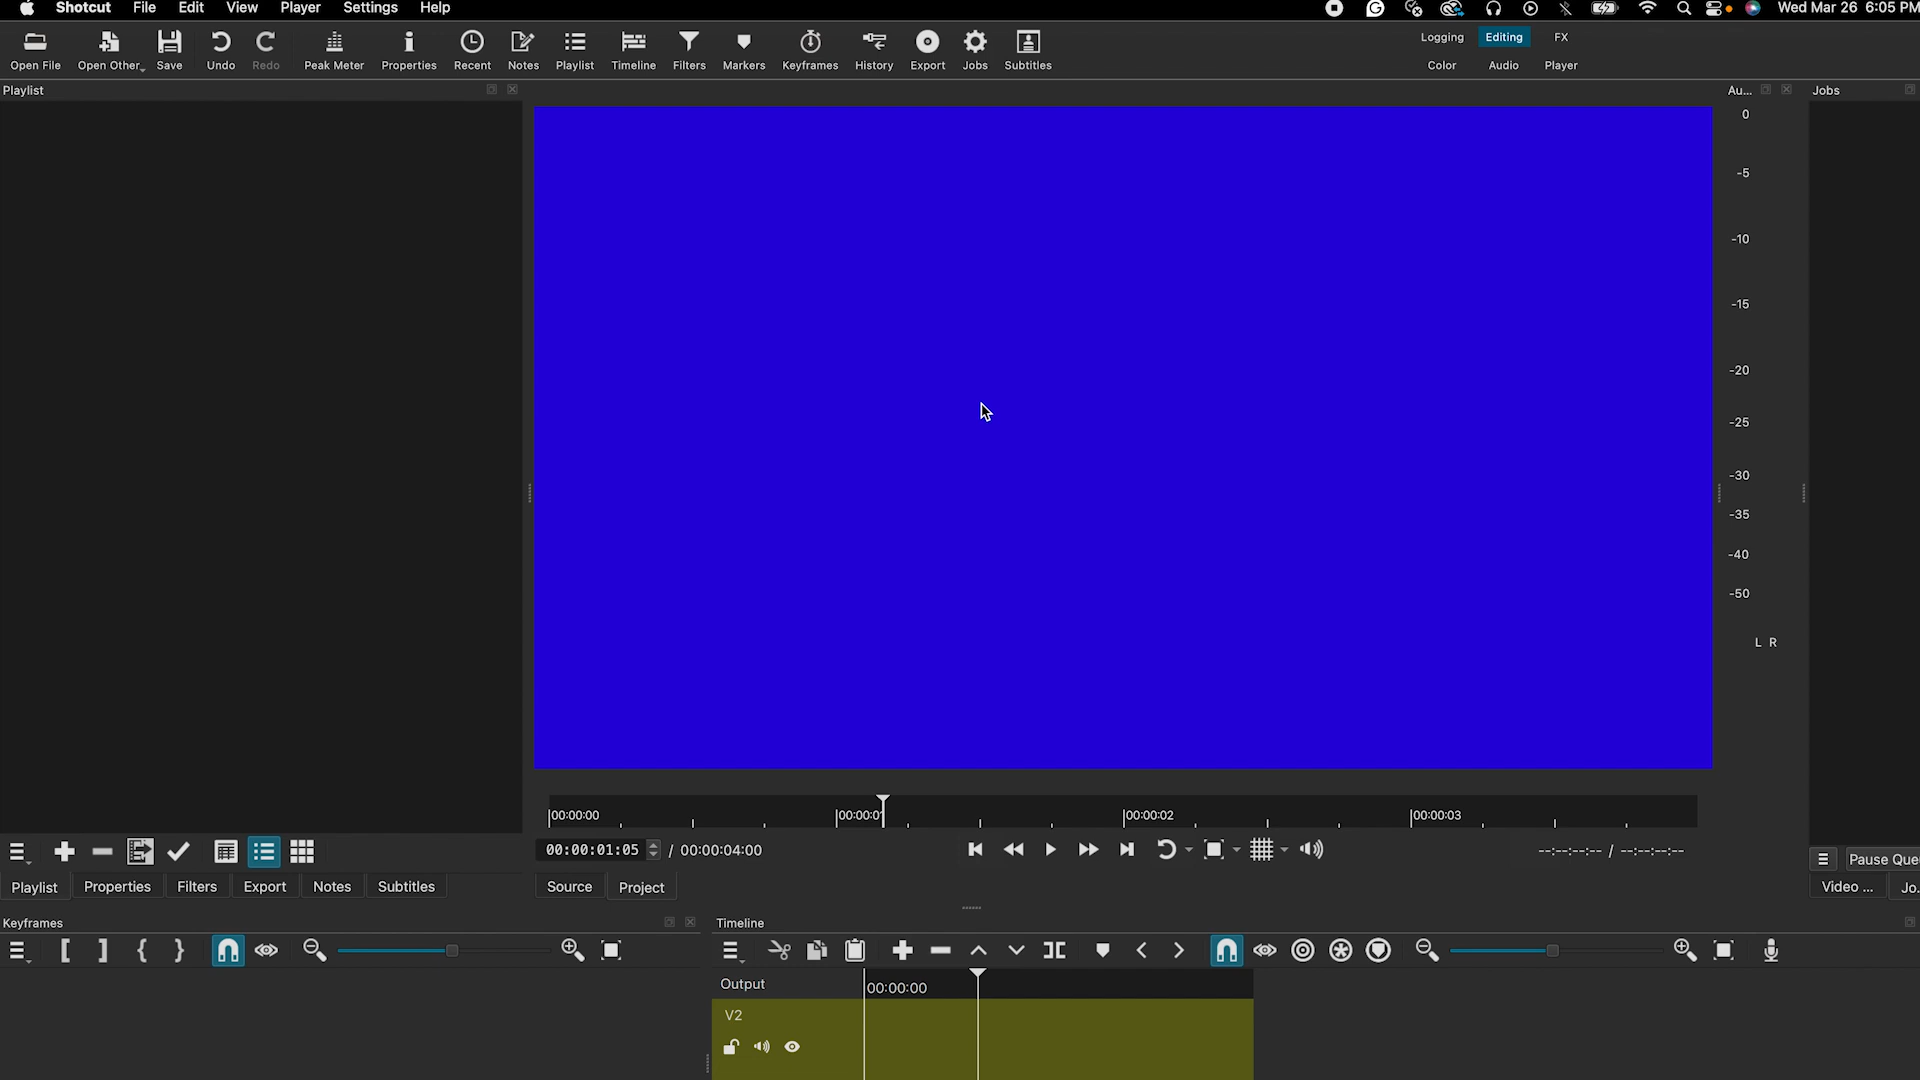 Shotcut File Edit View Player Settings Help Wed Mar 26 6:05 PM
Open File Open Other... Save Undo Redo Peak Meter Properties Recent Notes Playlist Timeline Filters Markers Keyframes History Export Jobs Subtitles
Logging Editing FX
Color Audio Player
Playlist Au... Jobs
0
-5
-10
-15
-20
-25
-30
-35
-40
-50
L R
00:00:00 00:00:01 00:00:02 00:00:03
00:00:01:05 / 00:00:04:00 --:--:--:-- / --:--:--:--
Pause Que
Playlist Properties Filters Export Notes Subtitles Source Project Video ... Jo.
Keyframes Timeline
Output 00:00:00
V2